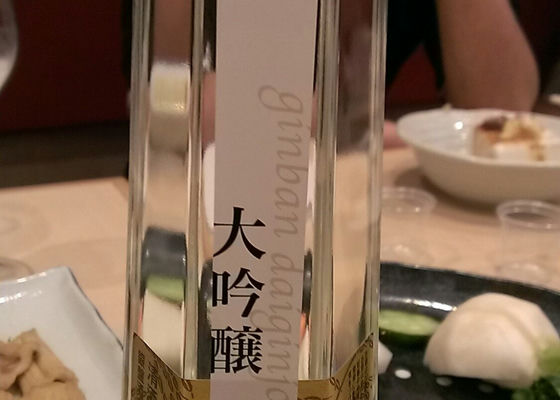 大吟醸
ginban daiginjo